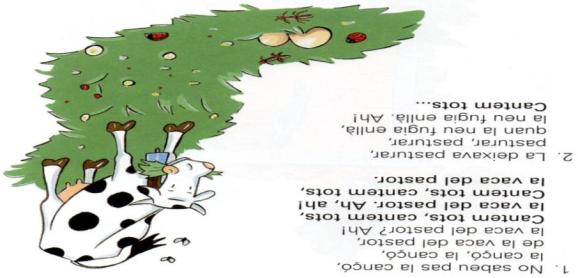 1. No sabeu pas la cançó,
la cançó, la cançó,
de la vaca del pastor,
la vaca del pastor? Ah!
Cantem tots, cantem tots,
la vaca del pastor. Ah, ah!
Cantem tots, cantem tots,
la vaca del pastor.
2. La deixava pasturar,
pasturar, pasturar,
quan la neu fugia enllà,
la neu fugia enllà. Ah!
Cantem tots...